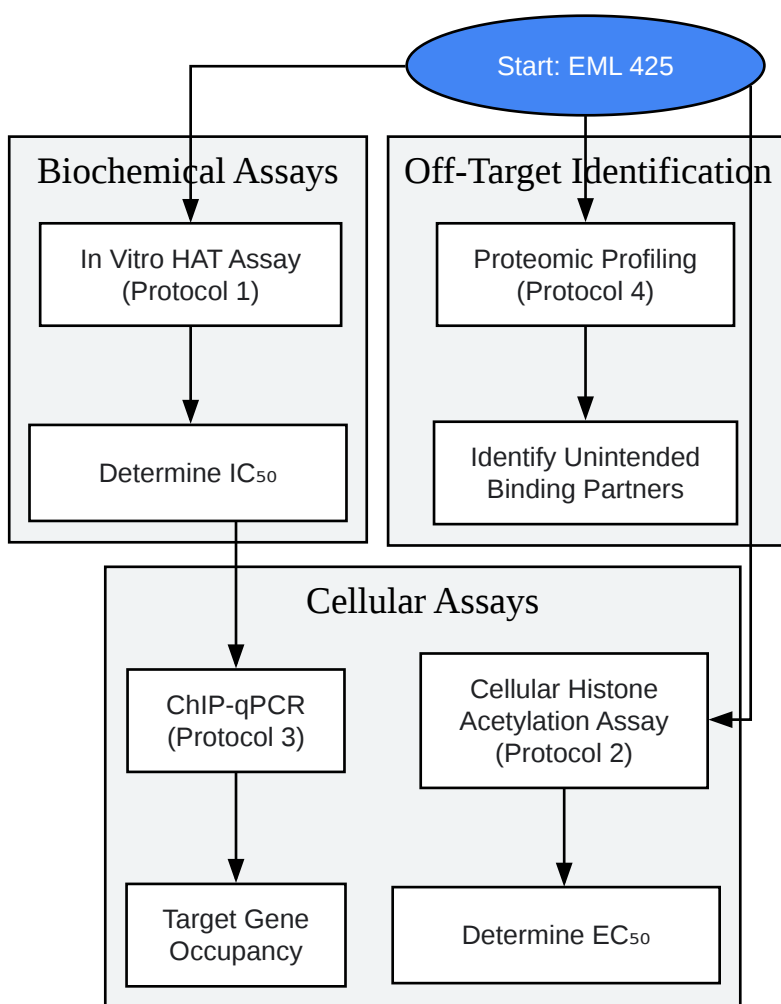 Start: EML 425
Biochemical Assays
In Vitro HAT Assay
(Protocol 1)
Determine IC₅₀
Off-Target Identification
Proteomic Profiling
(Protocol 4)
Identify Unintended
Binding Partners
Cellular Assays
ChIP-qPCR
(Protocol 3)
Target Gene
Occupancy
Cellular Histone
Acetylation Assay
(Protocol 2)
Determine EC₅₀